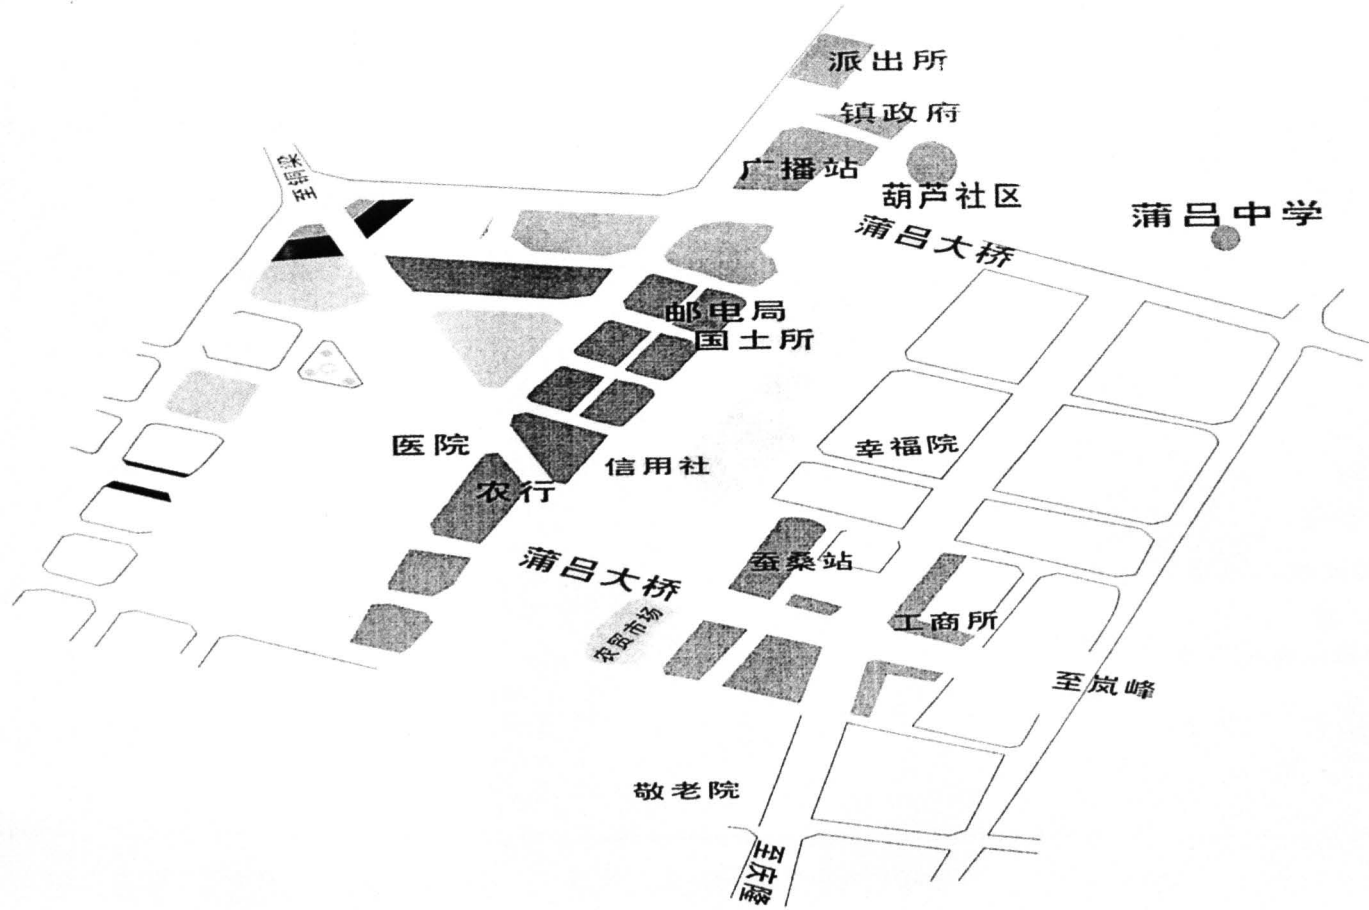 派出所
镇政府
至铜梁
广播站
葫芦社区
蒲吕中学
蒲吕大桥
邮电局
国土所
医院
幸福院
信用社
农行
蒲吕大桥
蚕桑站
农贸市场
工商所
至岚峰
敬老院
至庆隆